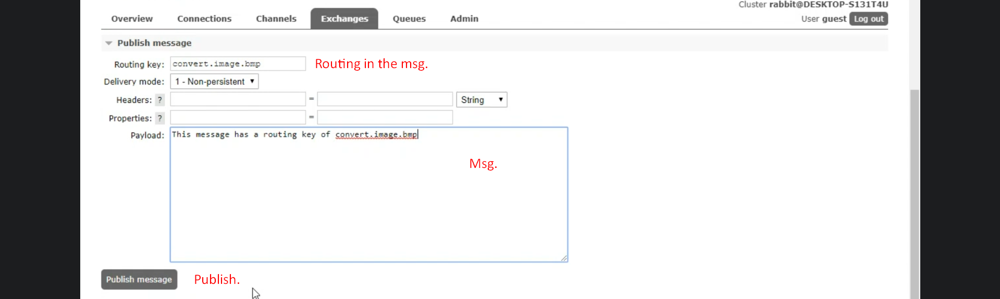 Cluster rabbit@DESKTOP-S131T4U
Overview Connections Channels Exchanges Queues Admin User guest Log out
Publish message
Routing key: convert.image.bmp Routing in the msg.
Delivery mode: 1 - Non-persistent
Headers: ? = String
Properties: ? =
Payload: This message has a routing key of convert.image.bmp
Msg.
Publish message Publish.